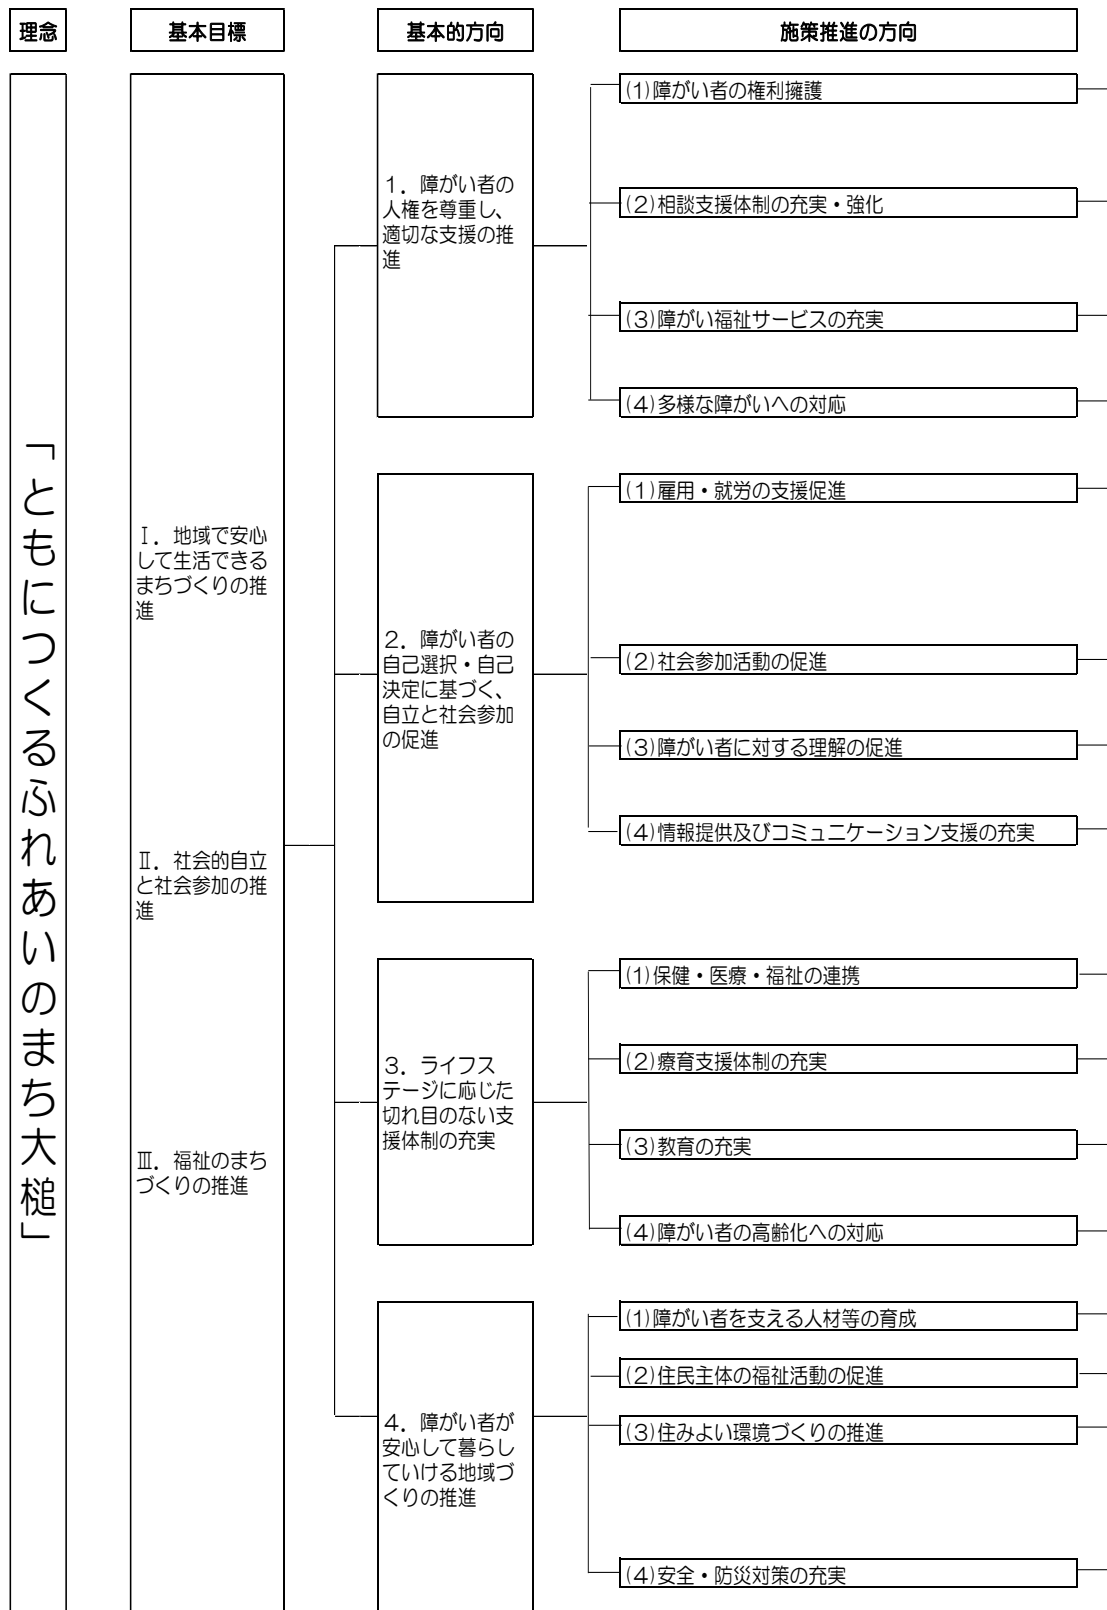 理念
基本目標
基本的方向
施策推進の方向
「ともにつくるふれあいのまち大槌」
Ⅰ．地域で安心
して生活できる
まちづくりの推
進
Ⅱ．社会的自立
と社会参加の推
進
Ⅲ．福祉のまち
づくりの推進
１．障がい者の
人権を尊重し、
適切な支援の推
進
(1)障がい者の権利擁護
(2)相談支援体制の充実・強化
(3)障がい福祉サービスの充実
(4)多様な障がいへの対応
２．障がい者の
自己選択・自己
決定に基づく、
自立と社会参加
の促進
(1)雇用・就労の支援促進
(2)社会参加活動の促進
(3)障がい者に対する理解の促進
(4)情報提供及びコミュニケーション支援の充実
３．ライフス
テージに応じた
切れ目のない支
援体制の充実
(1)保健・医療・福祉の連携
(2)療育支援体制の充実
(3)教育の充実
(4)障がい者の高齢化への対応
４．障がい者が
安心して暮らし
ていける地域づ
くりの推進
(1)障がい者を支える人材等の育成
(2)住民主体の福祉活動の促進
(3)住みよい環境づくりの推進
(4)安全・防災対策の充実